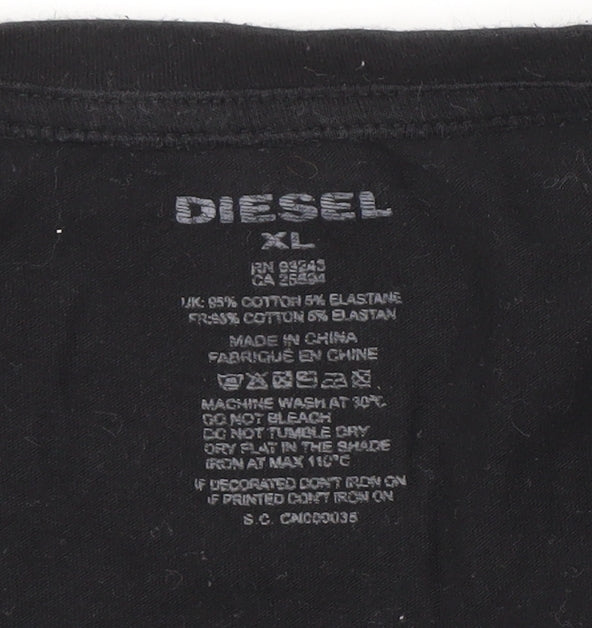 DIESEL
XL
RN 93243
CA 25594
UK: 95% COTTON 5% ELASTANE
FR: 95% COTTON 5% ELASTAN
MADE IN CHINA
FABRIQUÉ EN CHINE
MACHINE WASH AT 30°C
DO NOT BLEACH
DO NOT TUMBLE DRY
DRY FLAT IN THE SHADE
IRON AT MAX 110°C
IF DECORATED DON'T IRON ON
IF PRINTED DON'T IRON ON
S.C. CN000035